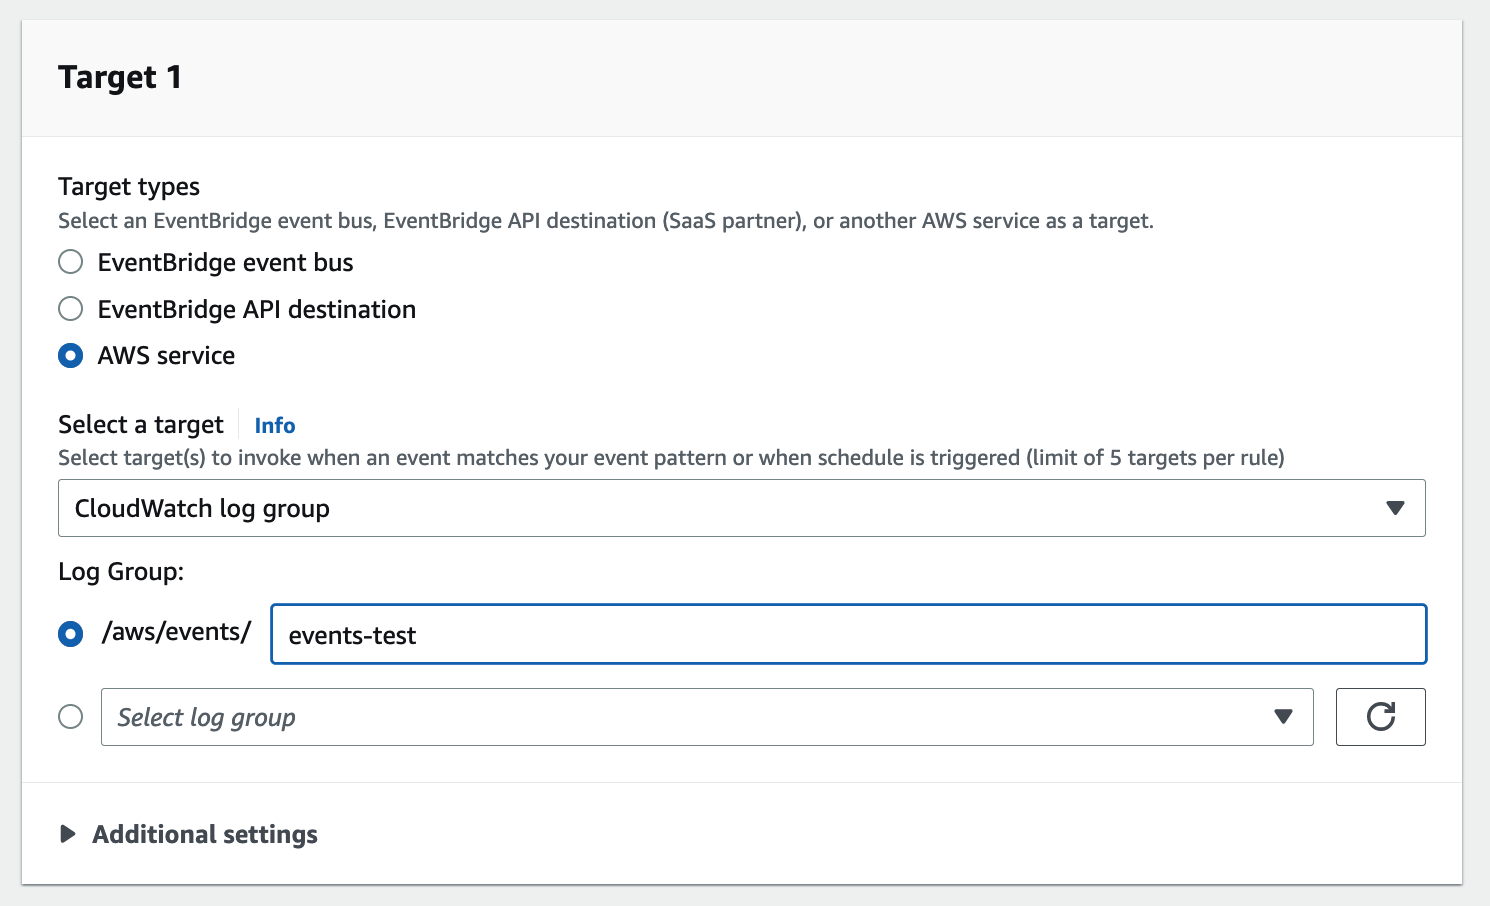 Target 1
Target types
Select an EventBridge event bus, EventBridge API destination (SaaS partner), or another AWS service as a target.
EventBridge event bus
EventBridge API destination
AWS service
Select a target Info
Select target(s) to invoke when an event matches your event pattern or when schedule is triggered (limit of 5 targets per rule)
CloudWatch log group
Log Group:
/aws/events/ events-test
Select log group
Additional settings